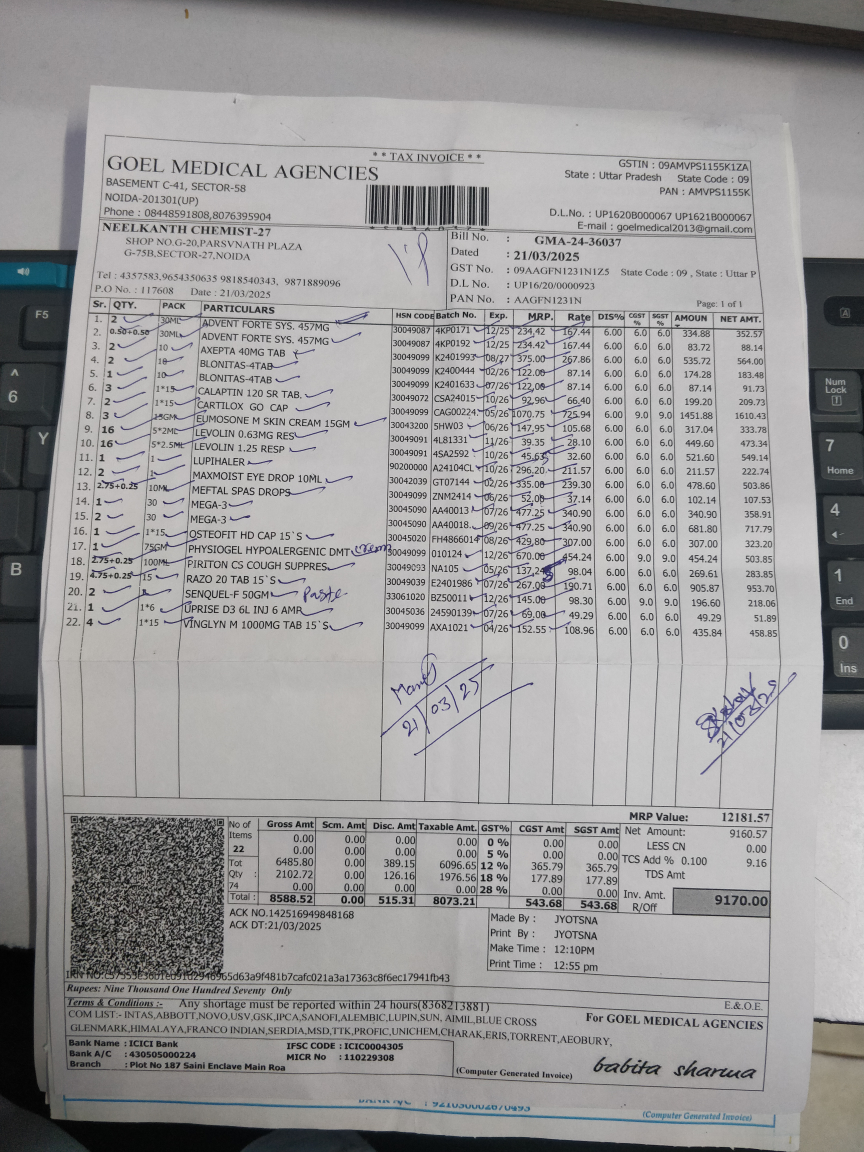 * * TAX INVOICE * *
GOEL MEDICAL AGENCIES
BASEMENT C-41, SECTOR-58
NOIDA-201301(UP)
Phone : 08448591808,8076395904
GSTIN : 09AMVPS1155K1ZA
State : Uttar Pradesh State Code : 09
PAN : AMVPS1155K
D.L.No. : UP1620B000067 UP1621B000067
E-mail : goelmedical2013@gmail.com
NEELKANTH CHEMIST-27
SHOP NO.G-20,PARSVNATH PLAZA
G-75B,SECTOR-27,NOIDA
Tel : 4357583,9654350635 9818540343, 9871889096
P.O No. : 117608 Date : 21/03/2025
Bill No. : GMA-24-36037
Dated : 21/03/2025
GST No. : 09AAGFN1231N1Z5 State Code : 09 , State : Uttar P
D.L No. : UP16/20/0000923
PAN No. : AAGFN1231N
Page: 1 of 1
Sr. QTY. PACK PARTICULARS HSN CODE Batch No. Exp. MRP. Rate DIS% CGST % SGST % AMOUN NET AMT.
1. 2 30ML ADVENT FORTE SYS. 457MG 30049087 4KP0171 12/25 234.42 167.44 6.00 6.0 6.0 334.88 352.57
2. 0.50+0.50 30ML ADVENT FORTE SYS. 457MG 30049087 4KP0192 12/25 234.42 167.44 6.00 6.0 6.0 83.72 88.14
3. 2 10 AXEPTA 40MG TAB 30049099 K2401993 08/27 375.00 267.86 6.00 6.0 6.0 535.72 564.00
4. 2 10 BLONITAS-4TAB 30049099 K2400444 02/26 122.00 87.14 6.00 6.0 6.0 174.28 183.48
5. 1 10 BLONITAS-4TAB 30049099 K2401633 07/26 122.00 87.14 6.00 6.0 6.0 87.14 91.73
6. 3 1*15 CALAPTIN 120 SR TAB. 30049072 CSA24015 10/26 92.96 66.40 6.00 6.0 6.0 199.20 209.73
7. 2 1*15 CARTILOX GO CAP 30049099 CAG00224 05/26 1070.75 725.94 6.00 9.0 9.0 1451.88 1610.43
8. 3 15GM EUMOSONE M SKIN CREAM 15GM 30043200 5HW03 06/26 147.95 105.68 6.00 6.0 6.0 317.04 333.78
9. 16 5*2ML LEVOLIN 0.63MG RES 30049091 4L81331 11/26 39.35 28.10 6.00 6.0 6.0 449.60 473.34
10. 16 5*2.5ML LEVOLIN 1.25 RESP 30049091 4SA2592 10/26 45.65 32.60 6.00 6.0 6.0 521.60 549.14
11. 1 1 LUPIHALER 90200000 A24104CL 10/26 296.20 211.57 6.00 6.0 6.0 211.57 222.74
12. 2 1 MAXMOIST EYE DROP 10ML 30042039 GT07144 02/26 335.00 239.30 6.00 6.0 6.0 478.60 503.86
13. 2.75+0.25 10ML MEFTAL SPAS DROPS 30049099 ZNM2414 06/26 52.00 37.14 6.00 6.0 6.0 102.14 107.53
14. 1 30 MEGA-3 30045090 AA40013 07/26 477.25 340.90 6.00 6.0 6.0 340.90 358.91
15. 2 30 MEGA-3 30045090 AA40018 09/26 477.25 340.90 6.00 6.0 6.0 681.80 717.79
16. 1 1*15 OSTEOFIT HD CAP 15`S 30045020 FH4866014 08/26 429.80 307.00 6.00 6.0 6.0 307.00 323.20
17. 1 75GM PHYSIOGEL HYPOALERGENIC DMT cream 30049099 010124 12/26 670.00 454.24 6.00 9.0 9.0 454.24 503.85
18. 2.75+0.25 100ML PIRITON CS COUGH SUPPRES. 30049093 NA105 05/26 137.24 98.04 6.00 6.0 6.0 269.61 283.85
19. 4.75+0.25 15 RAZO 20 TAB 15`S 30049039 E2401986 07/26 267.00 190.71 6.00 6.0 6.0 905.87 953.70
20. 2 SENQUEL-F 50GM Paste 33061020 BZS0011 12/26 145.00 98.30 6.00 9.0 9.0 196.60 218.06
21. 1 1*6 UPRISE D3 6L INJ 6 AMR 30045036 24590139 07/26 69.00 49.29 6.00 6.0 6.0 49.29 51.89
22. 4 1*15 VINGLYN M 1000MG TAB 15`S 30049099 AXA1021 04/26 152.55 108.96 6.00 6.0 6.0 435.84 458.85
21/03/25
21/03/25
MRP Value: 12181.57
No of Items 22 Tot Qty : 74
Gross Amt Scm. Amt Disc. Amt Taxable Amt. GST% CGST Amt SGST Amt
0.00 0.00 0.00 0.00 0 % 0.00 0.00
0.00 0.00 0.00 0.00 5 % 0.00 0.00
6485.80 0.00 389.15 6096.65 12 % 365.79 365.79
2102.72 0.00 126.16 1976.56 18 % 177.89 177.89
0.00 0.00 0.00 0.00 28 % 0.00 0.00
Total : 8588.52 0.00 515.31 8073.21 543.68 543.68
Net Amount: 9160.57
LESS CN 0.00
TCS Add % 0.100 9.16
TDS Amt
Inv. Amt. R/Off 9170.00
ACK NO.142516949848168
ACK DT:21/03/2025
Made By : JYOTSNA
Print By : JYOTSNA
Make Time : 12:10PM
Print Time : 12:55 pm
Rupees: Nine Thousand One Hundred Seventy Only
E.&.O.E.
Terms & Conditions :- Any shortage must be reported within 24 hours(8368213881)
COM LIST:- INTAS,ABBOTT,NOVO,USV,GSK,IPCA,SANOFI,ALEMBIC,LUPIN,SUN, AIMIL,BLUE CROSS
GLENMARK,HIMALAYA,FRANCO INDIAN,SERDIA,MSD,TTK,PROFIC,UNICHEM,CHARAK,ERIS,TORRENT,AEOBURY,
For GOEL MEDICAL AGENCIES
Bank Name : ICICI Bank IFSC CODE : ICIC0004305
Bank A/C : 430505000224 MICR No : 110229308
Branch : Plot No 187 Saini Enclave Main Roa
(Computer Generated Invoice)
babita sharma
(Computer Generated Invoice)
F5
6
Y
B
Num Lock
7 Home
4
1 End
0 Ins